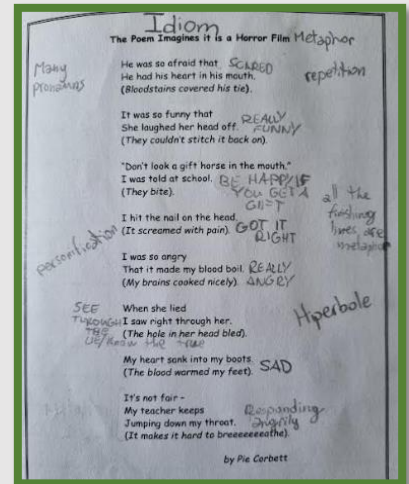 Idiom
The Poem Imagines it is a Horror Film Metaphor
Many
pronouns
He was so afraid that SCARED
He had his heart in his mouth.
(Bloodstains covered his tie).
repetition
It was so funny that
She laughed her head off.
(They couldn't stitch it back on).
REALLY
FUNNY
"Don't look a gift horse in the mouth,"
I was told at school.
(They bite).
BE HAPPY IF
YOU GET A
GIFT
all the
finishing
lines are
metaphor
I hit the nail on the head.
(It screamed with pain).
GOT IT
RIGHT
personification
I was so angry
That it made my blood boil. REALLY
(My brains cooked nicely). ANGRY
SEE
THROUGH
THE
LIE/know the true
When she lied
I saw right through her.
(The hole in her head bled).
Hiperbole
My heart sank into my boots.
(The blood warmed my feet).
SAD
It's not fair -
My teacher keeps
Jumping down my throat.
(It makes it hard to breeeeeeeathe).
Responding
angrily
by Pie Corbett